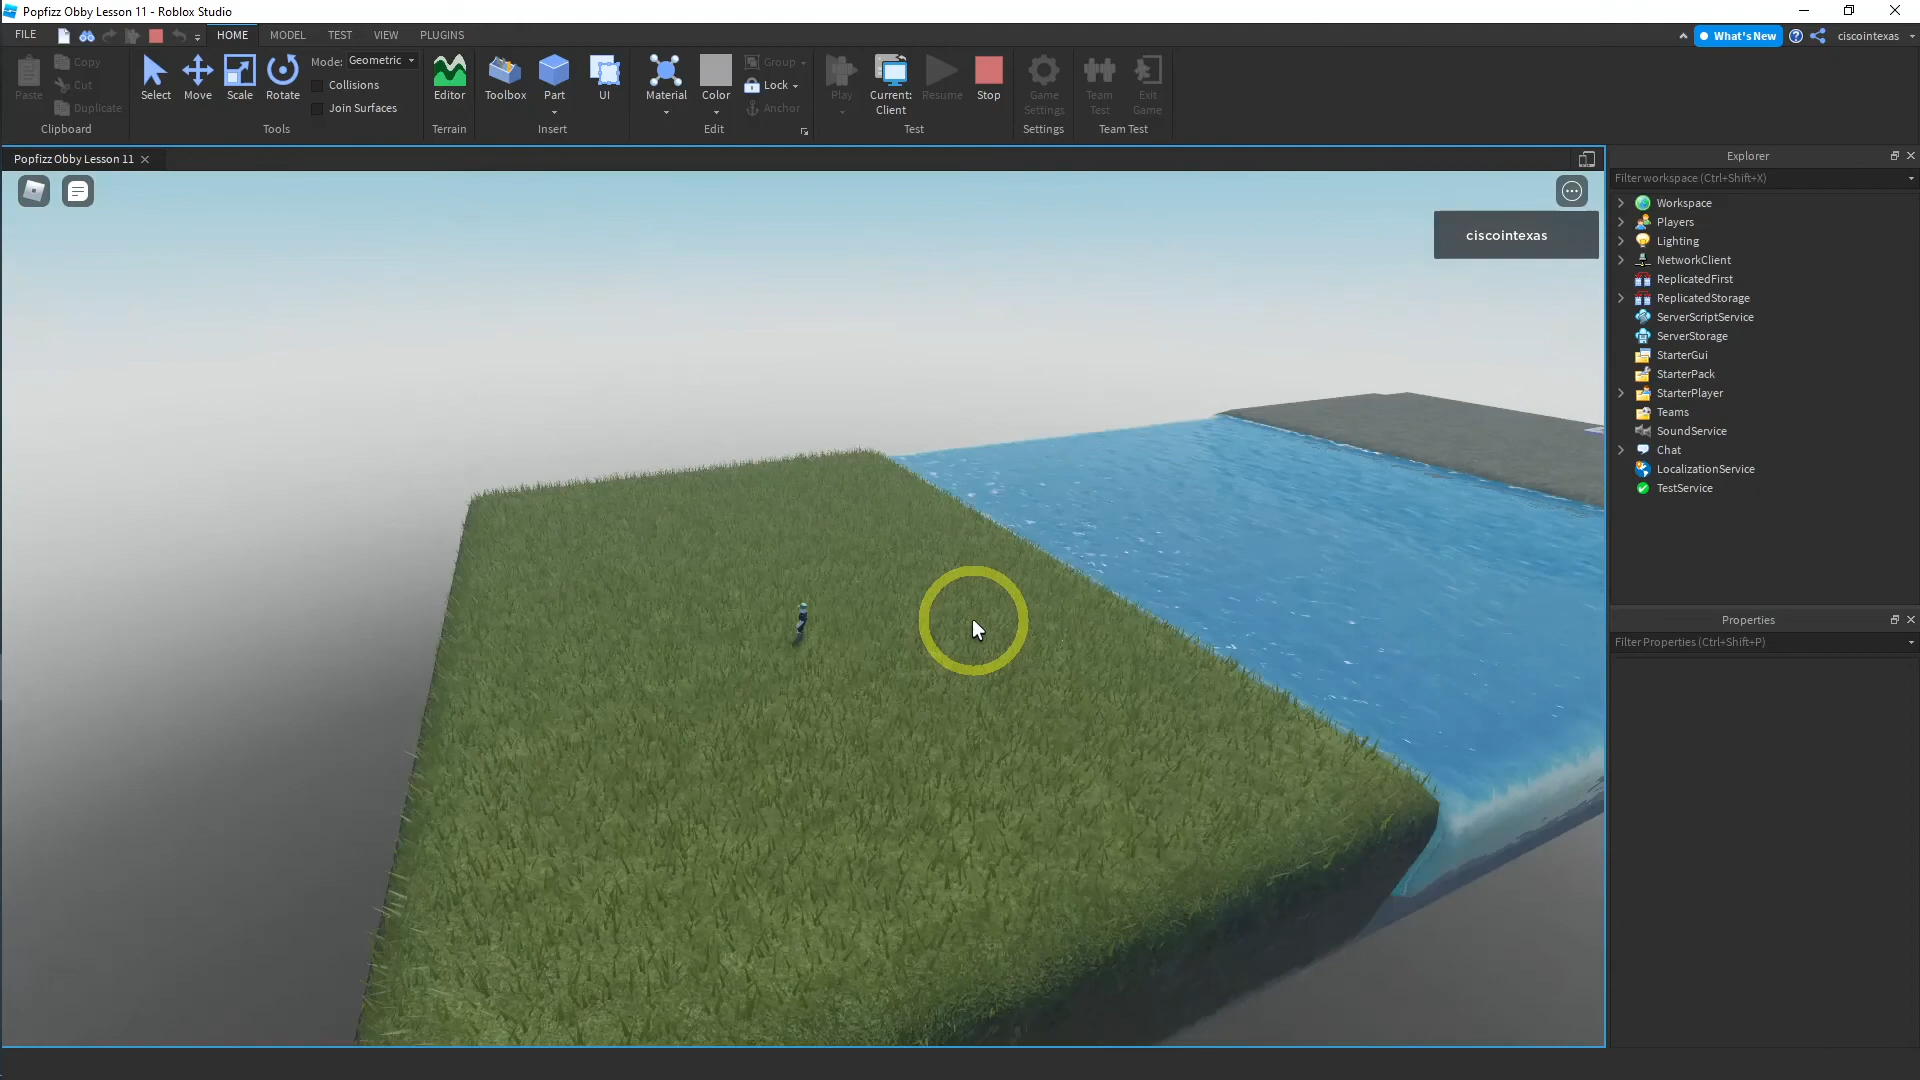 Popfizz Obby Lesson 11 - Roblox Studio
FILE HOME MODEL TEST VIEW PLUGINS What's New ciscointexas
Paste Copy Cut Duplicate Clipboard
Select Move Scale Rotate Mode: Geometric Collisions Join Surfaces Tools
Editor Terrain
Toolbox Part UI Insert
Material Color Group Lock Anchor Edit
Play Current: Client Resume Stop Test
Game Settings Settings
Team Test Exit Game Team Test
Popfizz Obby Lesson 11
ciscointexas
Explorer
Filter workspace (Ctrl+Shift+X)
Workspace
Players
Lighting
NetworkClient
ReplicatedFirst
ReplicatedStorage
ServerScriptService
ServerStorage
StarterGui
StarterPack
StarterPlayer
Teams
SoundService
Chat
LocalizationService
TestService
Properties
Filter Properties (Ctrl+Shift+P)